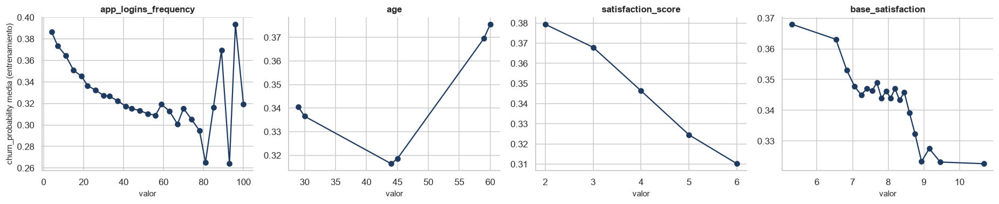 app_logins_frequency
churn_probability media (entrenamiento)
0.40
0.38
0.36
0.34
0.32
0.30
0.28
0.26
0 20 40 60 80 100
valor
age
0.37
0.36
0.35
0.34
0.33
0.32
30 35 40 45 50 55 60
valor
satisfaction_score
0.38
0.37
0.36
0.35
0.34
0.33
0.32
0.31
2 3 4 5 6
valor
base_satisfaction
0.37
0.36
0.35
0.34
0.33
6 7 8 9 10
valor